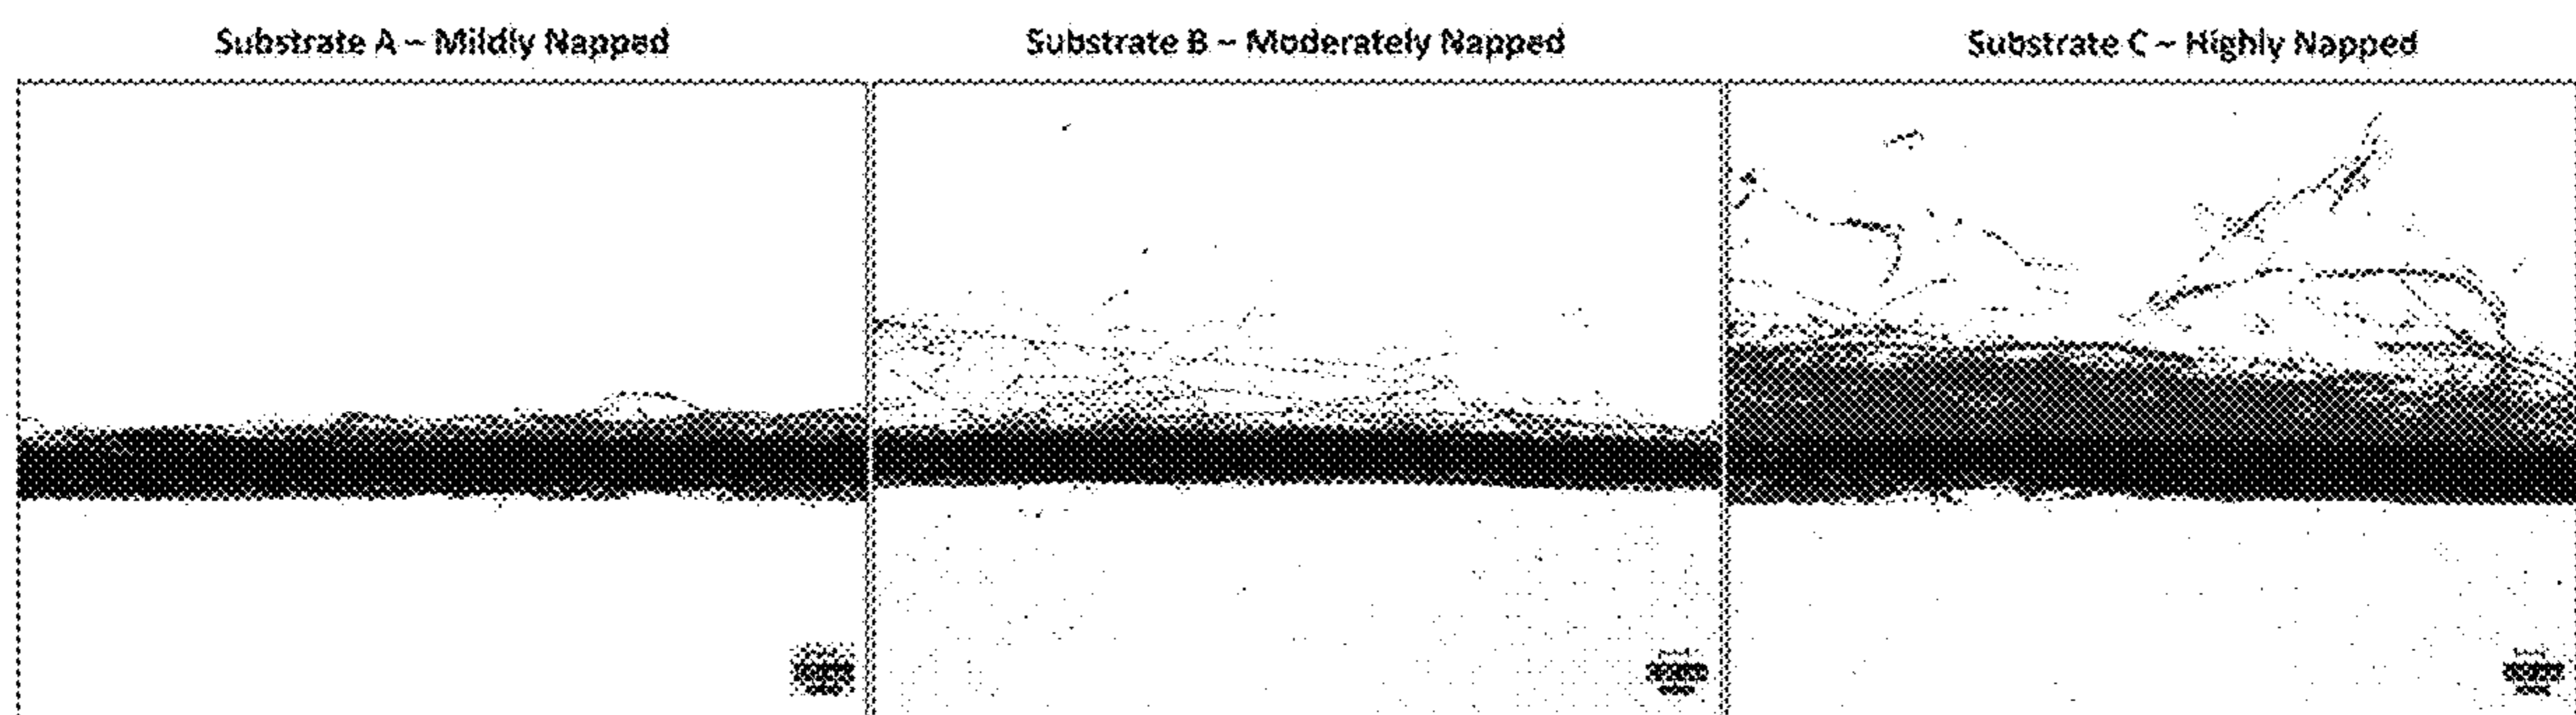 Substrate A – Mildly Napped
Substrate B – Moderately Napped
Substrate C – Highly Napped